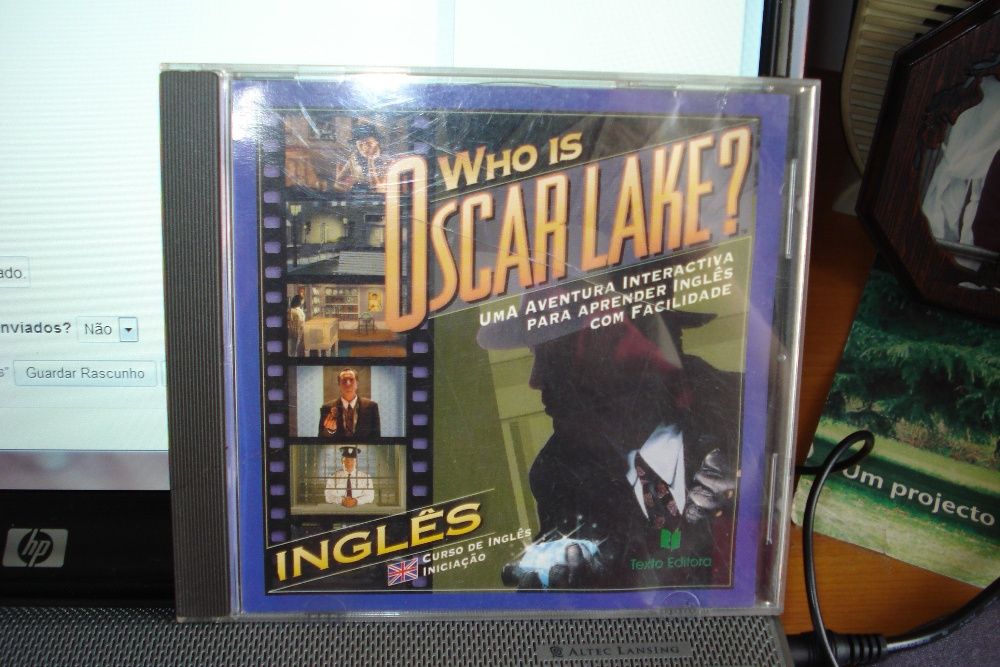 ado.
nviados? Não
s" Guardar Rascunho
hp
WHO IS
OSCAR LAKE?
UMA AVENTURA INTERACTIVA
PARA APRENDER INGLÊS
COM FACILIDADE
INGLÊS
CURSO DE INGLÊS
INICIAÇÃO
Texto Editora
Um projecto
ALTEC LANSING